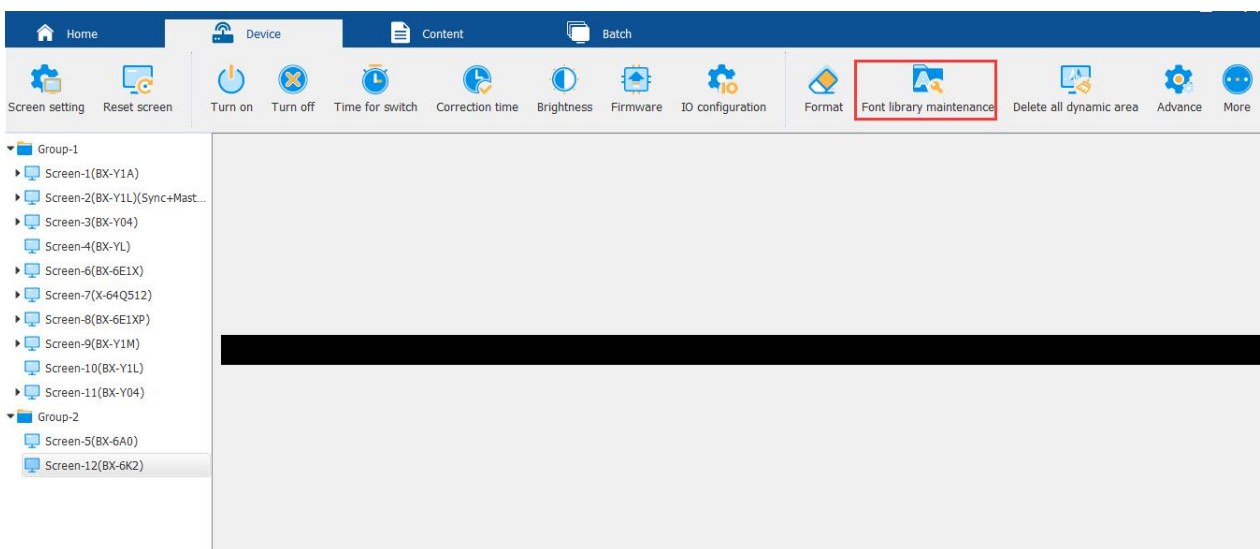 Home Device Content Batch
Screen setting Reset screen Turn on Turn off Time for switch Correction time Brightness Firmware IO configuration Format Font library maintenance Delete all dynamic area Advance More
Group-1
Screen-1(BX-Y1A)
Screen-2(BX-Y1L)(Sync+Mast...
Screen-3(BX-Y04)
Screen-4(BX-YL)
Screen-6(BX-6E1X)
Screen-7(X-64Q512)
Screen-8(BX-6E1XP)
Screen-9(BX-Y1M)
Screen-10(BX-Y1L)
Screen-11(BX-Y04)
Group-2
Screen-5(BX-6A0)
Screen-12(BX-6K2)